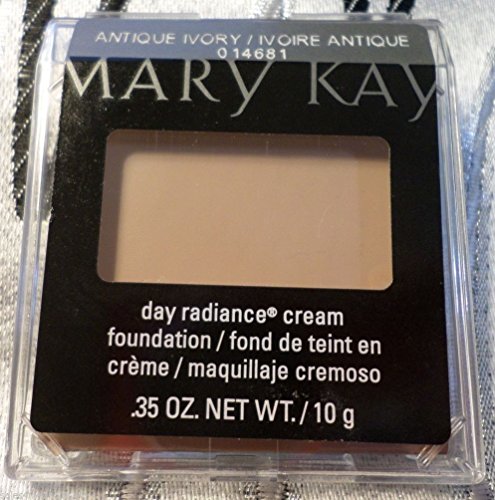 ANTIQUE IVORY / IVOIRE ANTIQUE
014681
MARY KAY
day radiance® cream
foundation / fond de teint en
crème / maquillaje cremoso
.35 OZ. NET WT. / 10 g